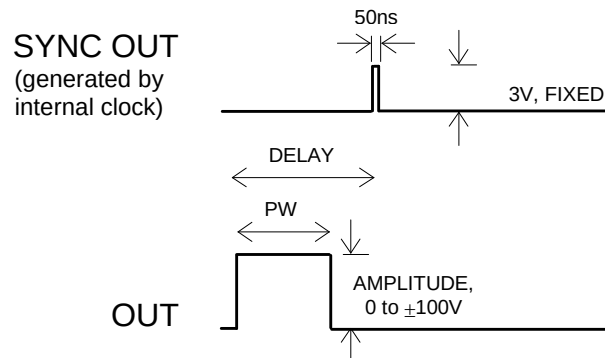 50ns
SYNC OUT
(generated by
internal clock)
3V, FIXED
DELAY
PW
AMPLITUDE,
0 to ±100V
OUT